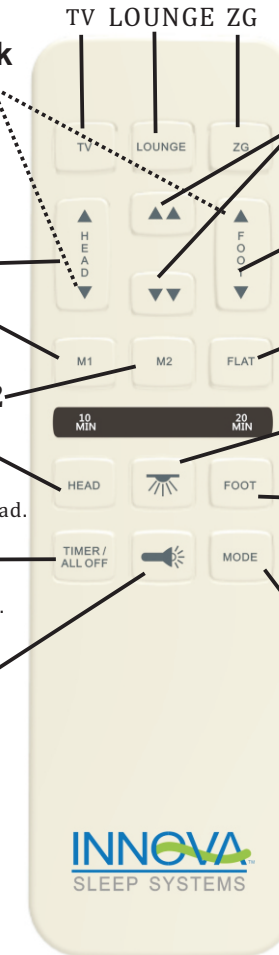 TV LOUNGE ZG
k
TV LOUNGE ZG
HEAD
FOOT
M1 M2 FLAT
2
10
MIN
20
MIN
HEAD FOOT
ad.
TIMER /
ALL OFF
MODE
.
INNOVA
SLEEP SYSTEMS